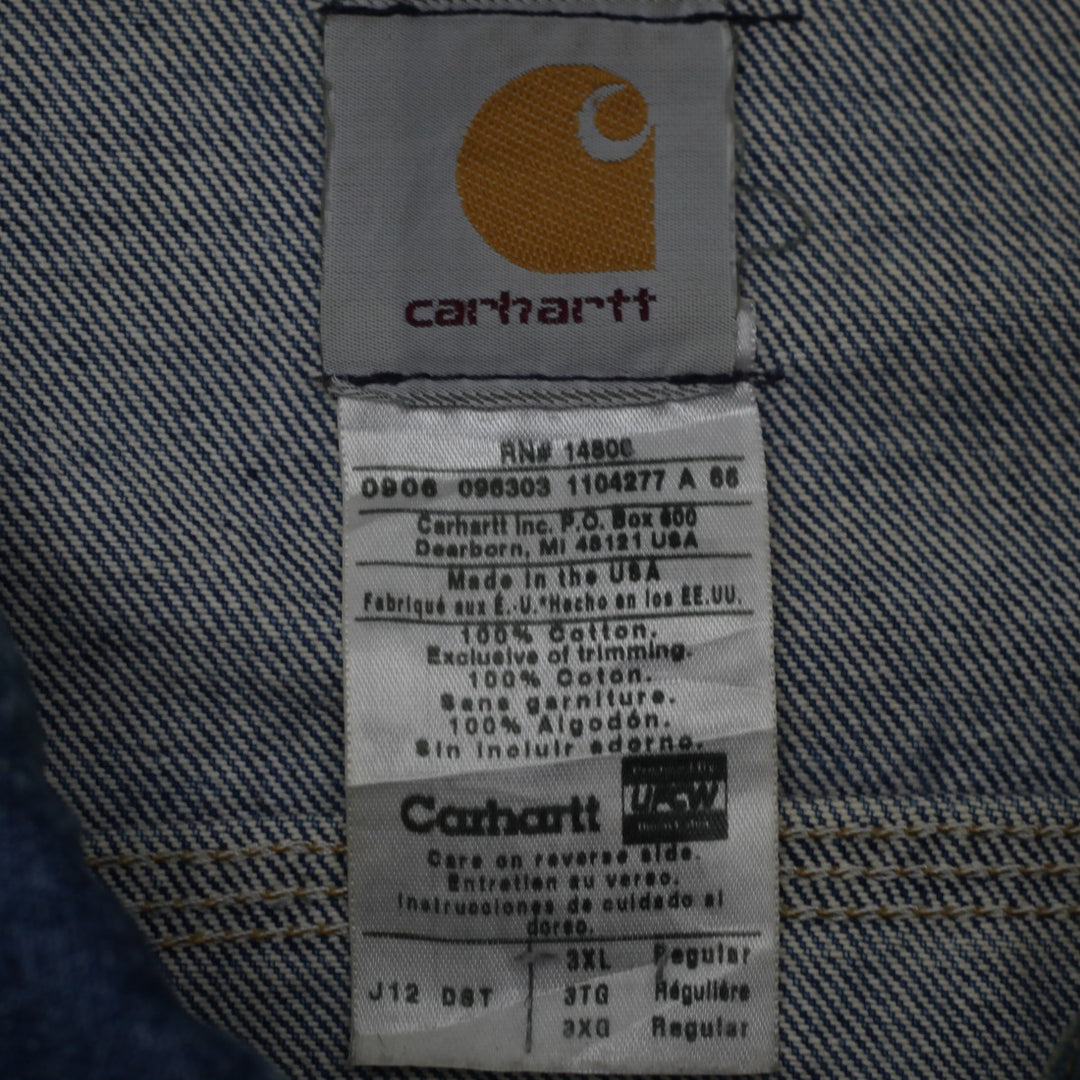 carhartt
RN# 14806
0906 096303 1104277 A 66
Carhartt Inc. P.O. Box 600
Dearborn, MI 48121 USA
Made in the USA
Fabriqué aux É.-U.*Hecho en los EE.UU.
100% Cotton.
Exclusive of trimming.
100% Coton.
Sans garniture.
100% Algodón.
Sin incluir adorno.
Carhartt UFCW
Care on reverse side.
Entretien au verso.
Instrucciones de cuidado al
dorso.
3XL Regular
J12 DST 3TG Régulière
3XG Regular